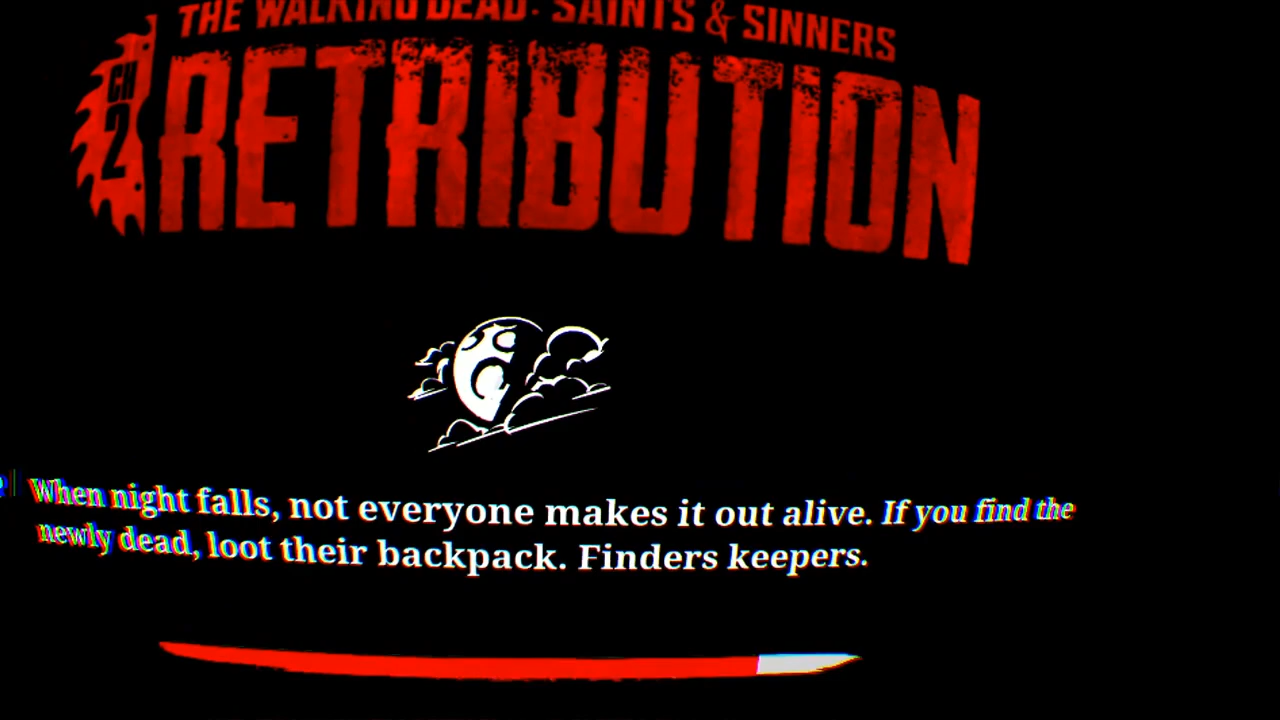 THE WALKING DEAD: SAINTS & SINNERS
CH 2
RETRIBUTION
When night falls, not everyone makes it out alive. If you find the
newly dead, loot their backpack. Finders keepers.